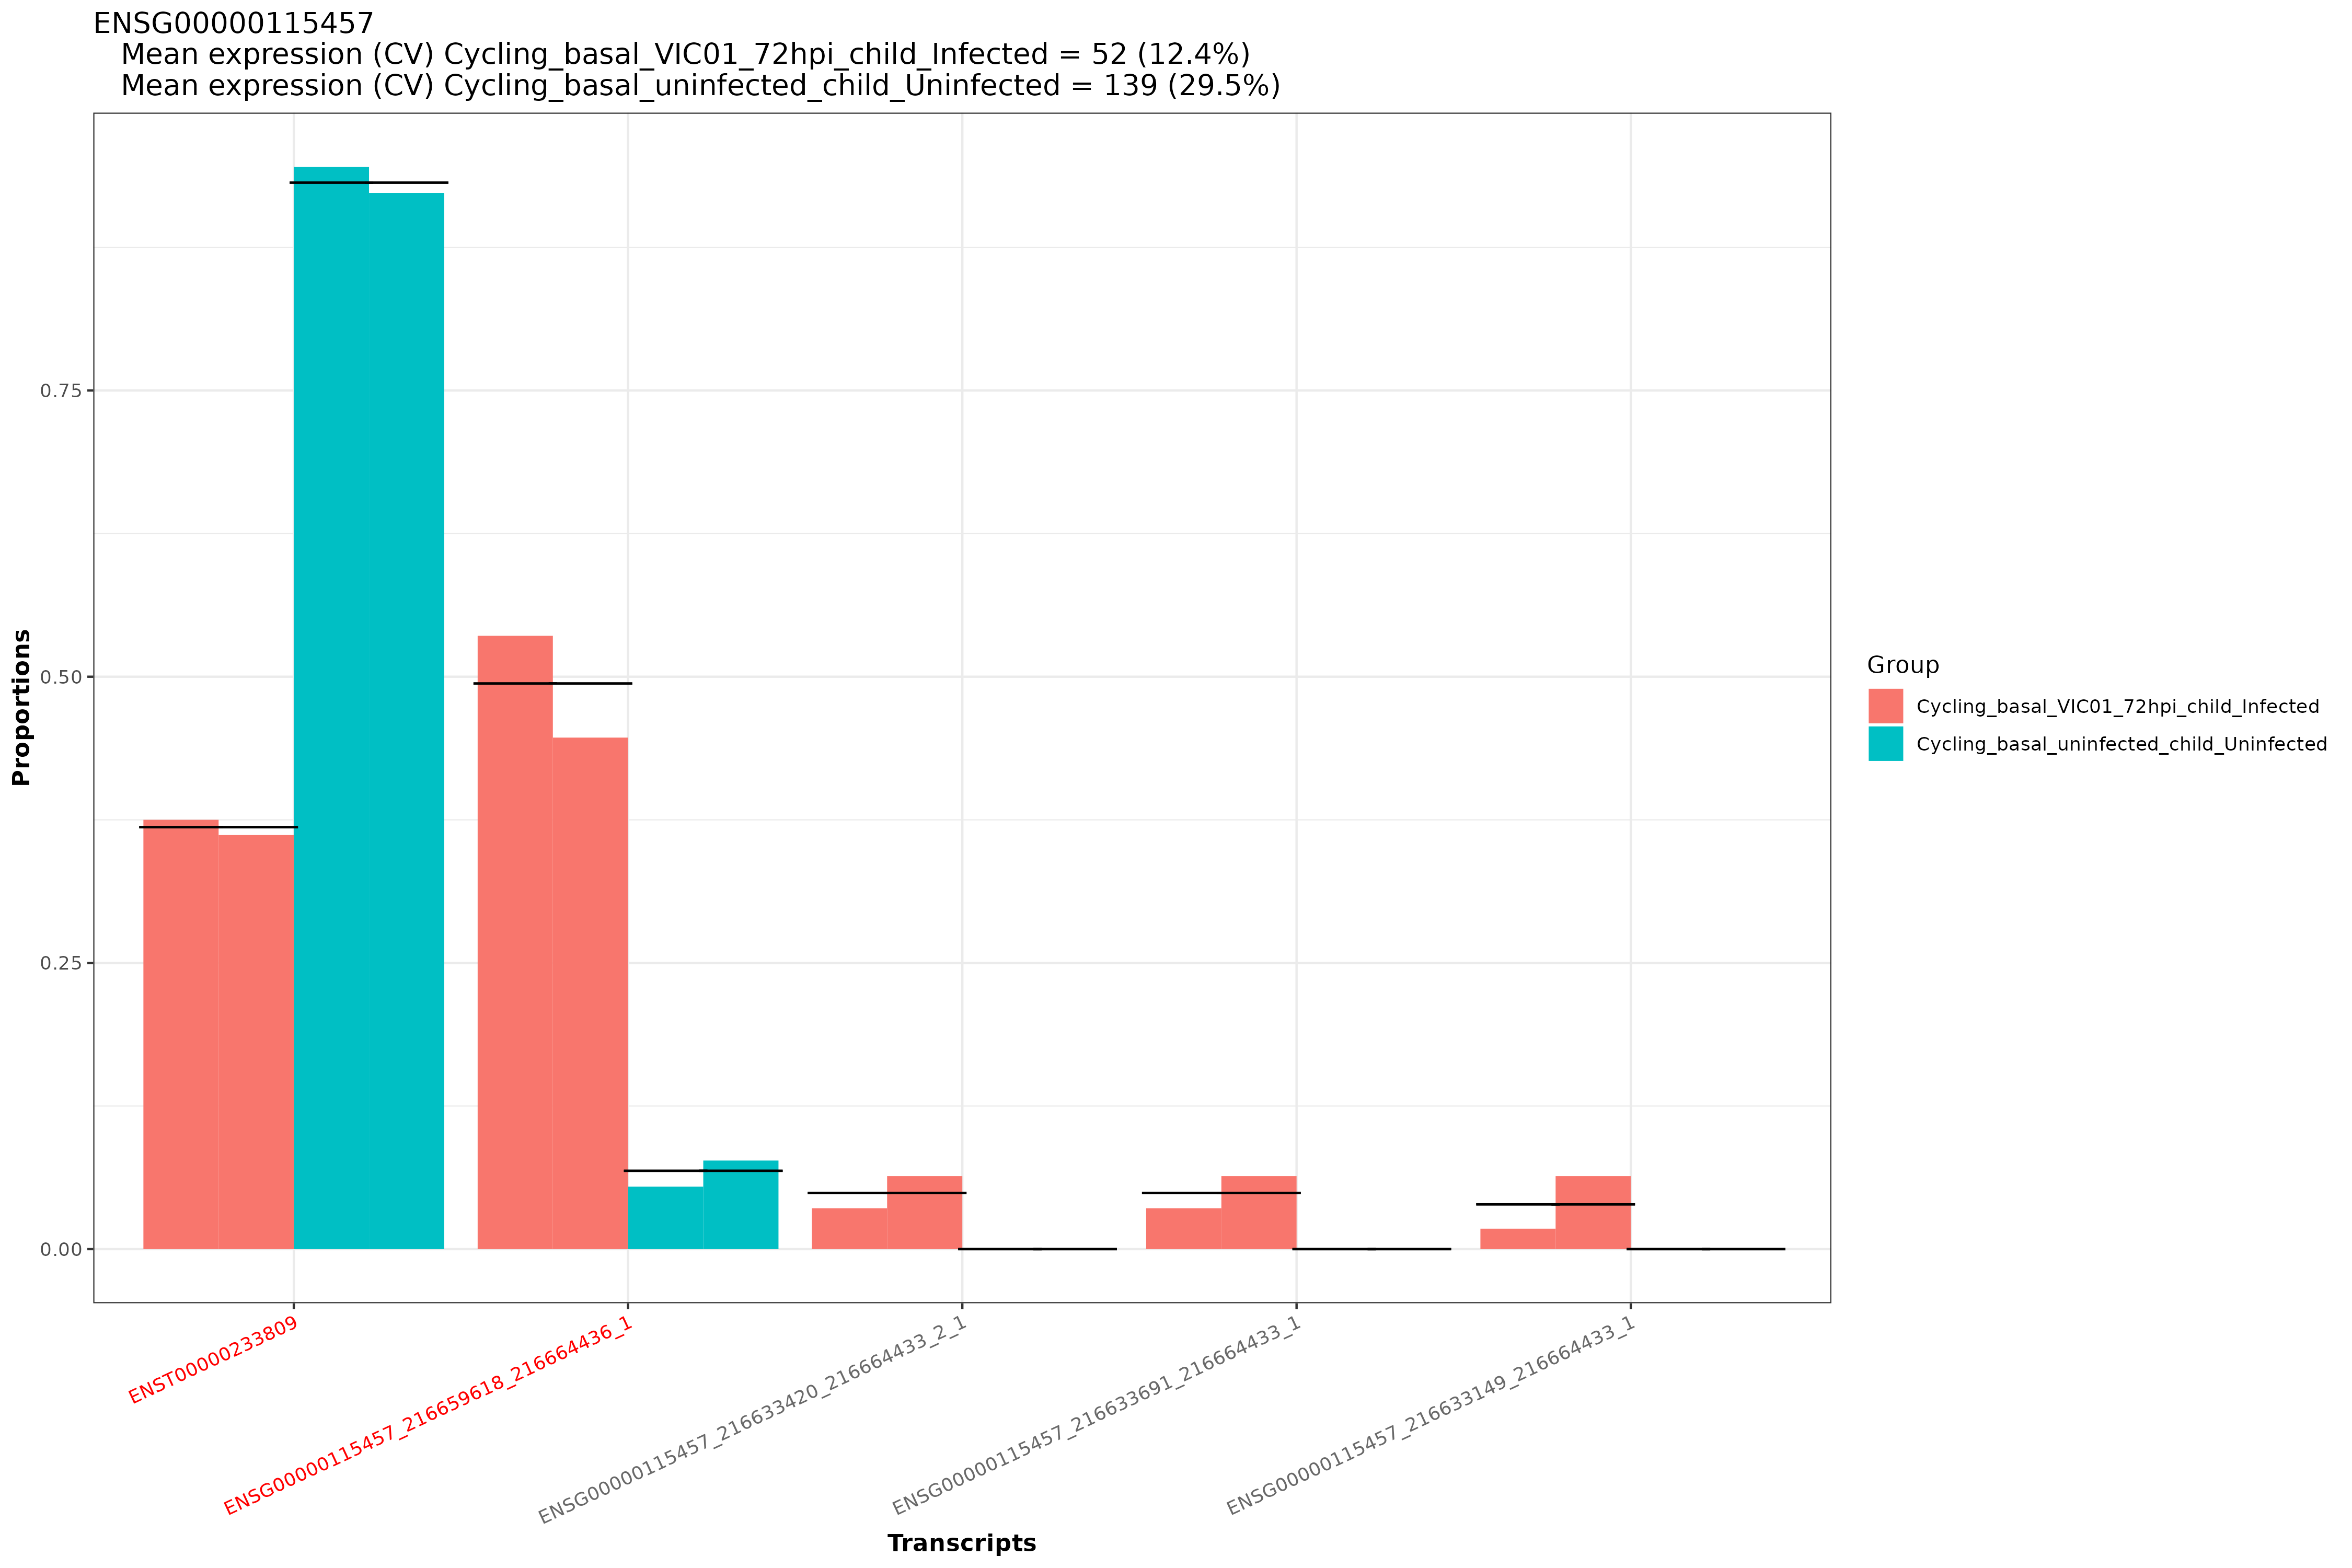 ENSG00000115457
Mean expression (CV) Cycling_basal_VIC01_72hpi_child_Infected = 52 (12.4%)
Mean expression (CV) Cycling_basal_uninfected_child_Uninfected = 139 (29.5%)
Proportions
0.75
0.50
0.25
0.00
ENST00000233809
ENSG00000115457_216659618_216664436_1
ENSG00000115457_216633420_216664433_2_1
ENSG00000115457_216633691_216664433_1
ENSG00000115457_216633149_216664433_1
Transcripts
Group
Cycling_basal_VIC01_72hpi_child_Infected
Cycling_basal_uninfected_child_Uninfected